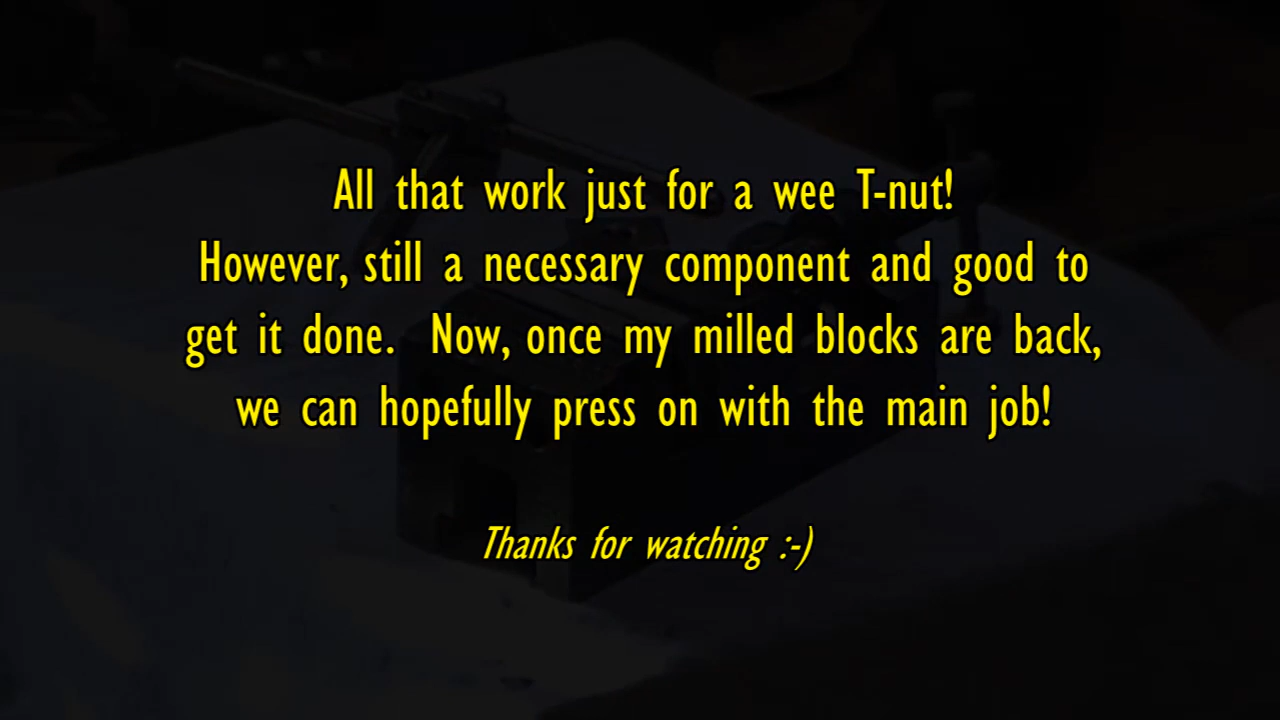 All that work just for a wee T-nut!
However, still a necessary component and good to
get it done. Now, once my milled blocks are back,
we can hopefully press on with the main job!
Thanks for watching :-)